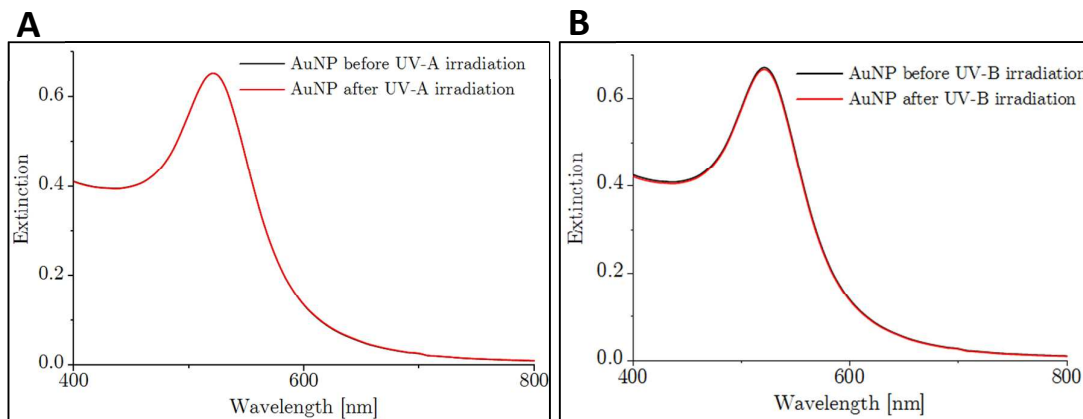 A
AuNP before UV-A irradiation
AuNP after UV-A irradiation
0.6
0.4
0.2
0.0
Extinction
400
600
800
Wavelength [nm]
B
AuNP before UV-B irradiation
AuNP after UV-B irradiation
0.6
0.4
0.2
0.0
Extinction
400
600
800
Wavelength [nm]